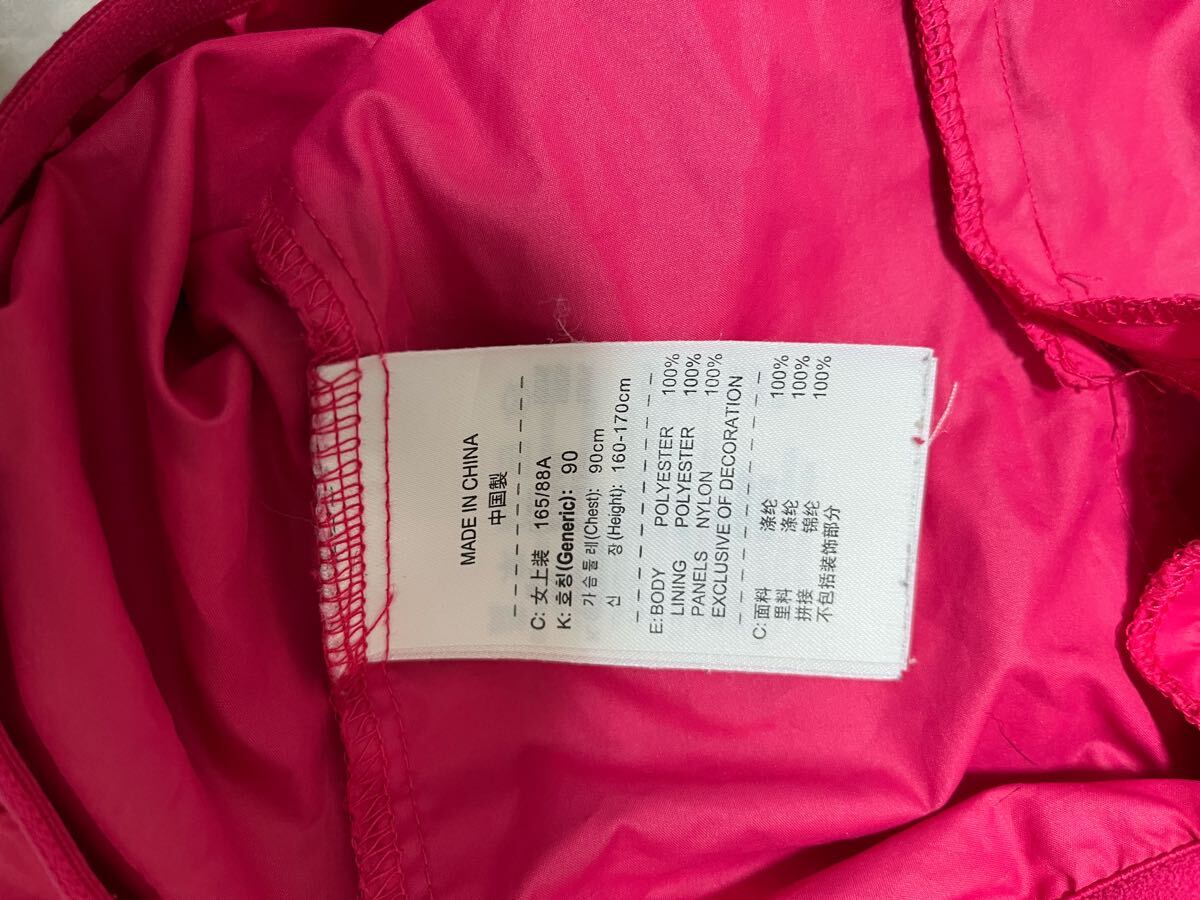 MADE IN CHINA
中国製
C: 女上装 165/88A
K: 호칭(Generic): 90
가슴둘레(Chest): 90cm
신 장(Height): 160-170cm
E: BODY POLYESTER 100%
LINING POLYESTER 100%
PANELS NYLON 100%
EXCLUSIVE OF DECORATION
C: 面料 涤纶 100%
里料 涤纶 100%
拼接 锦纶 100%
不包括装饰部分